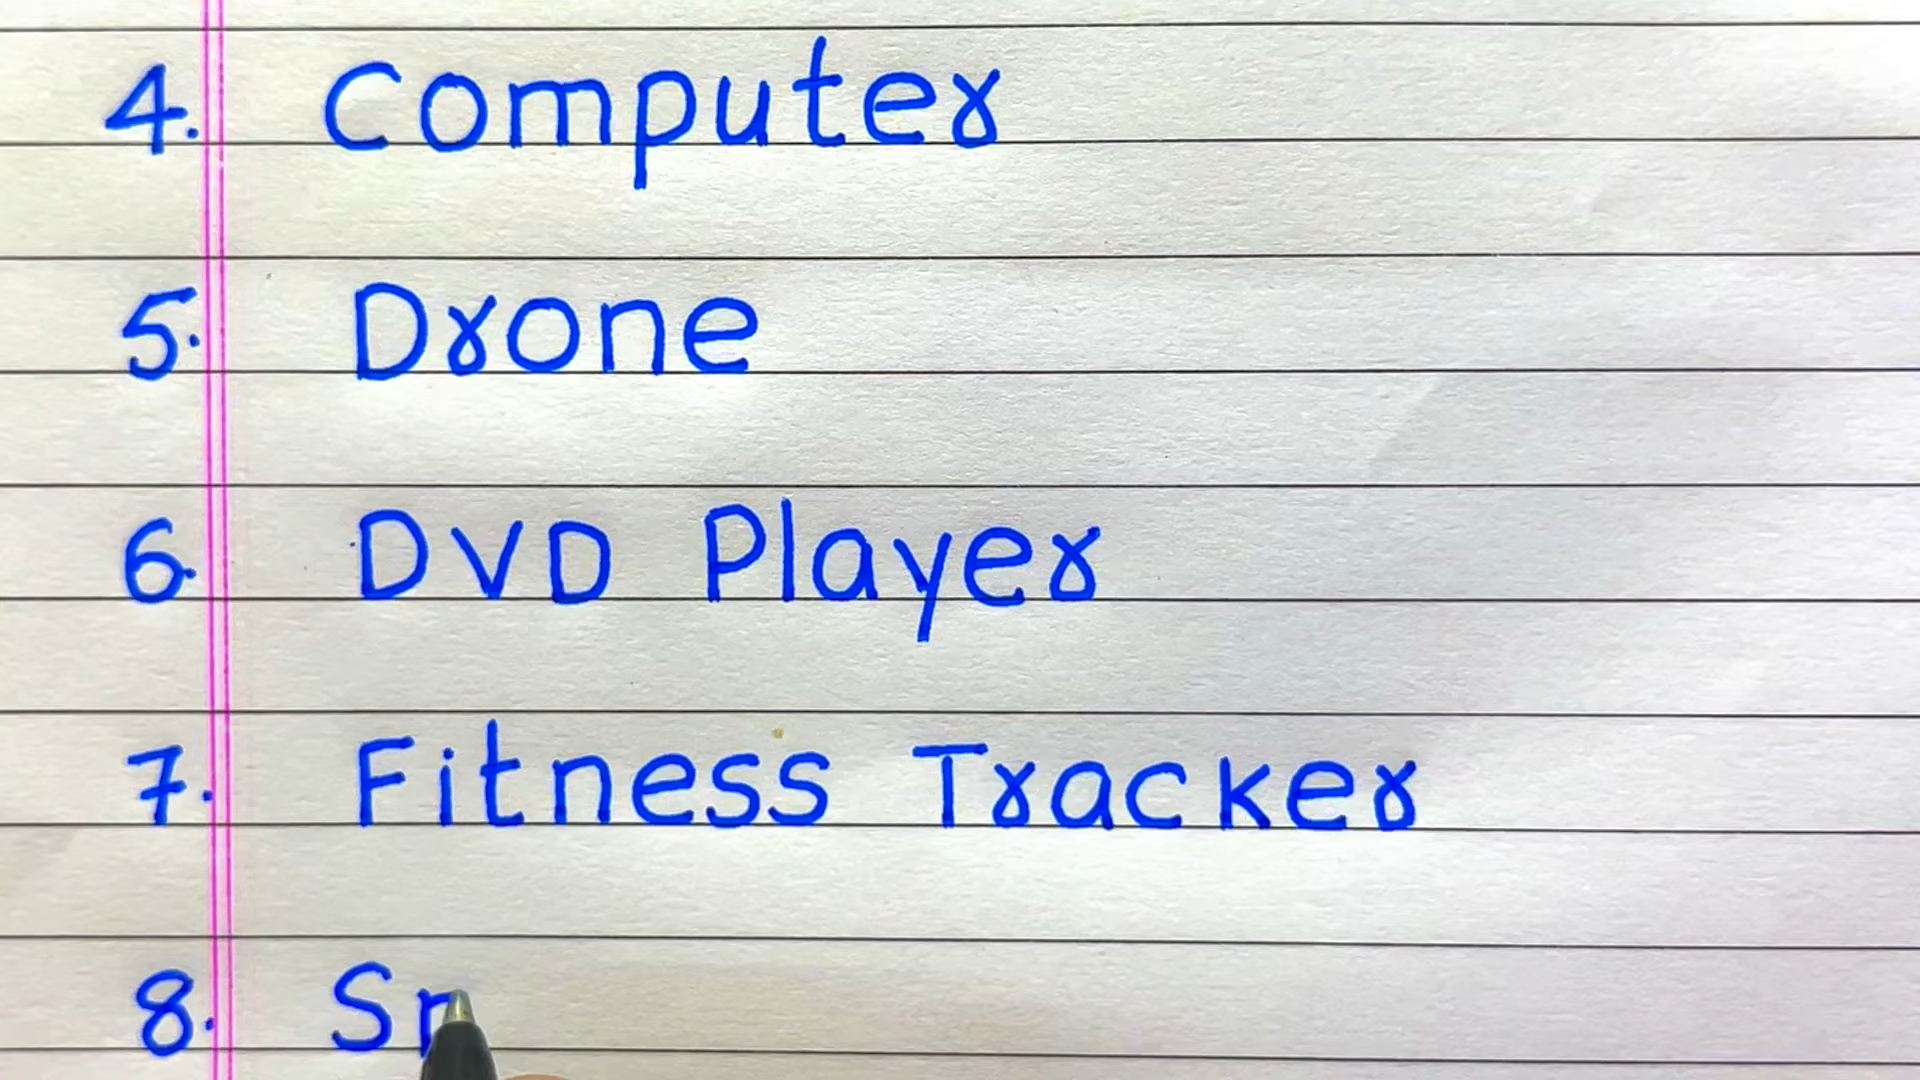 4. Computer
5. Drone
6. DVD Player
7. Fitness Tracker
8.